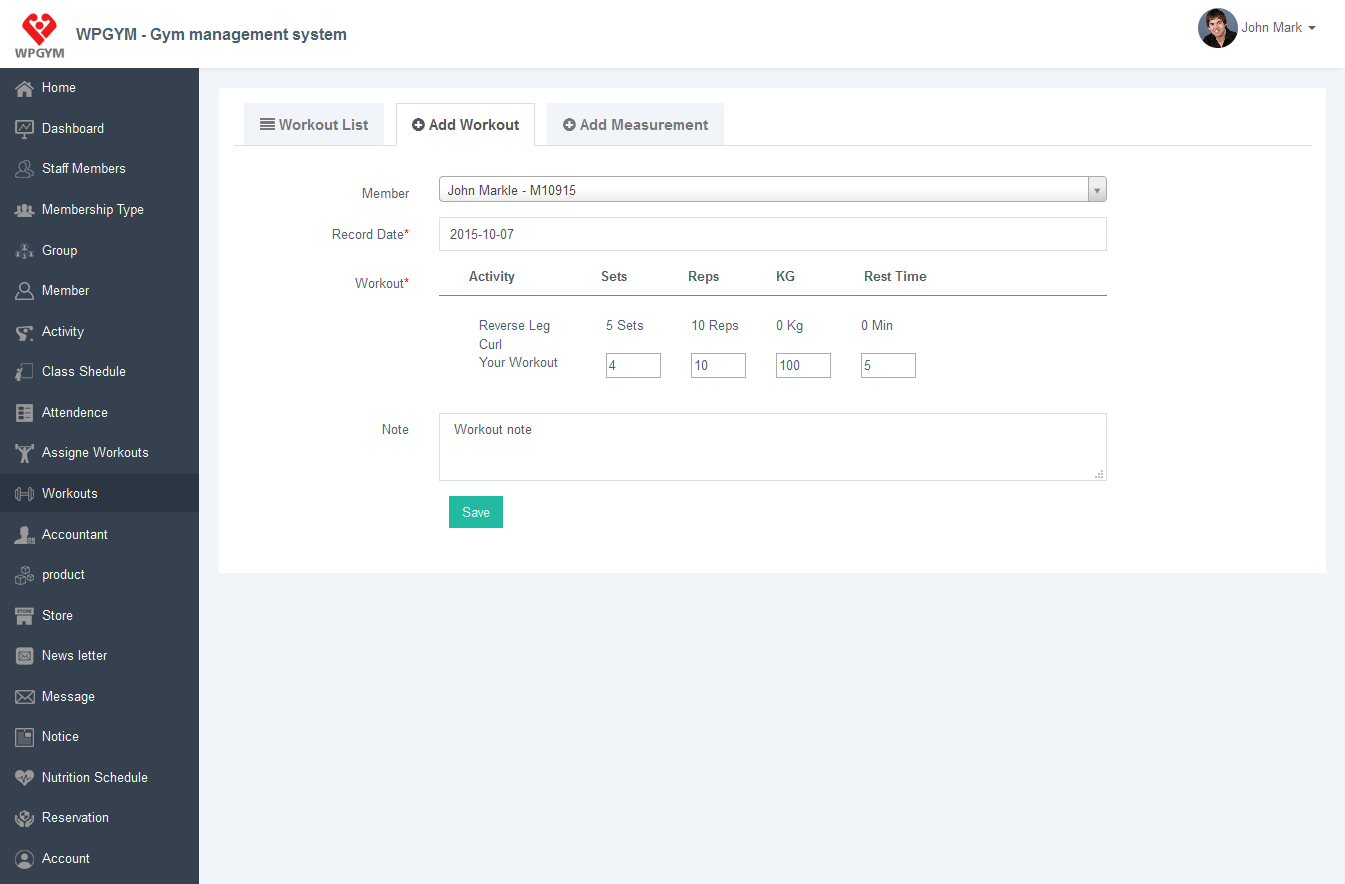 WPGYM
WPGYM - Gym management system
John Mark
Home
Dashboard
Staff Members
Membership Type
Group
Member
Activity
Class Shedule
Attendence
Assigne Workouts
Workouts
Accountant
product
STORE
Store
News letter
Message
Notice
Nutrition Schedule
Reservation
Account
Workout List
Add Workout
Add Measurement
Member
John Markle - M10915
Record Date*
2015-10-07
Workout*
Activity Sets Reps KG Rest Time
Reverse Leg Curl 5 Sets 10 Reps 0 Kg 0 Min
Your Workout 4 10 100 5
Note
Workout note
Save